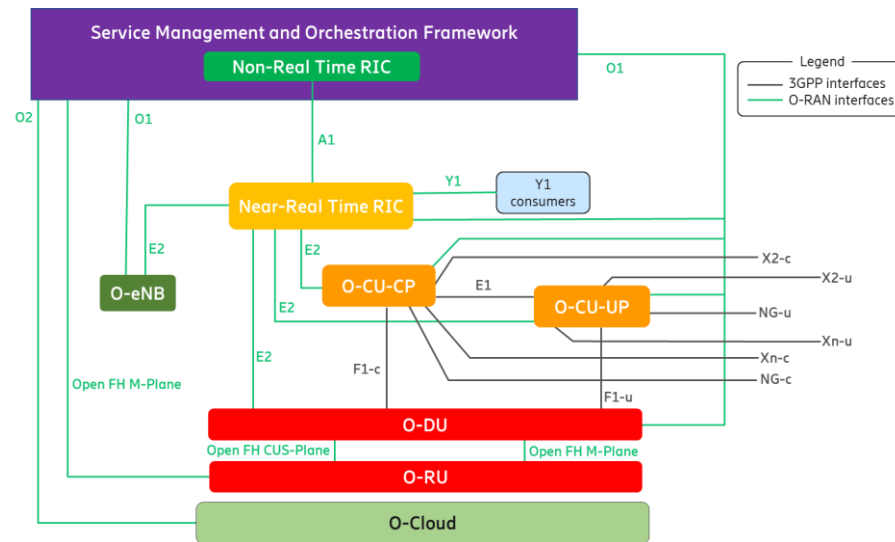 Service Management and Orchestration Framework
Non-Real Time RIC
Legend
3GPP interfaces
O-RAN interfaces
O1
O2
O1
A1
Y1
Y1
consumers
Near-Real Time RIC
E2
E2
X2-c
O-eNB
O-CU-CP
E1
X2-u
O-CU-UP
E2
NG-u
Xn-u
E2
F1-c
Xn-c
Open FH M-Plane
NG-c
F1-u
O-DU
Open FH CUS-Plane
Open FH M-Plane
O-RU
O-Cloud